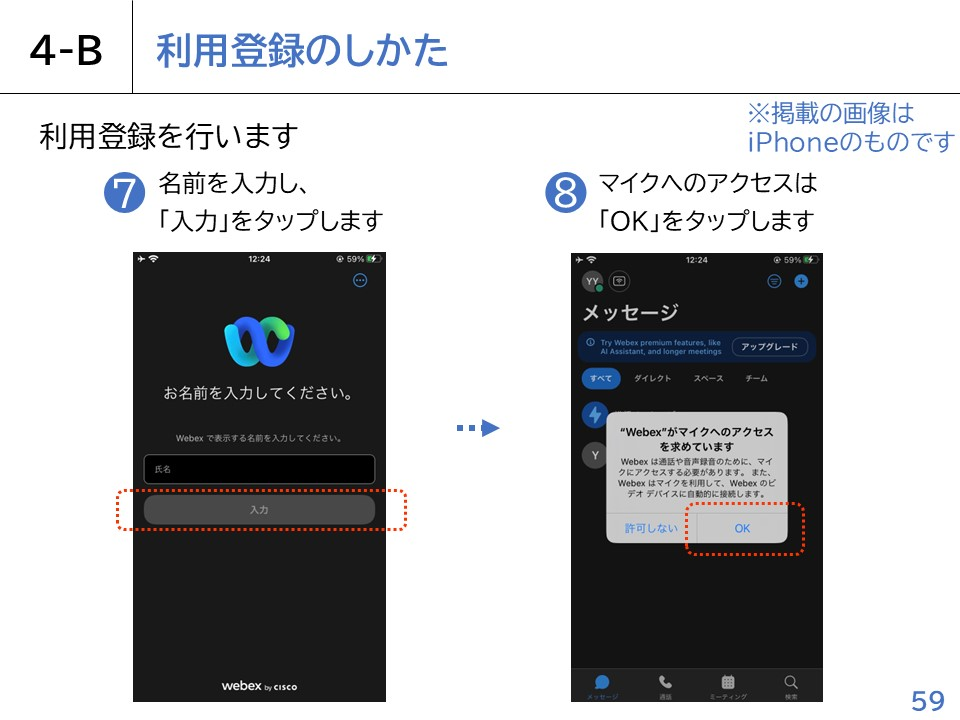 4-B
利用登録のしかた
利用登録を行います
※掲載の画像は
iPhoneのものです
7
名前を入力し、
「入力」をタップします
12:24
59%
お名前を入力してください。
Webex で表示する名前を入力してください。
氏名
入力
webex by CISCO
8
マイクへのアクセスは
「OK」をタップします
12:24
59%
YY
メッセージ
Try Webex premium features, like
AI Assistant, and longer meetings
アップグレード
すべて
ダイレクト
スペース
チーム
Y
“Webex”がマイクへのアクセス
を求めています
Webex は通話や音声録音のために、マイ
クにアクセスする必要があります。また、
Webex はマイクを利用して、Webex のビ
デオ デバイスに自動的に接続します。
許可しない
OK
メッセージ
通話
ミーティング
検索
59